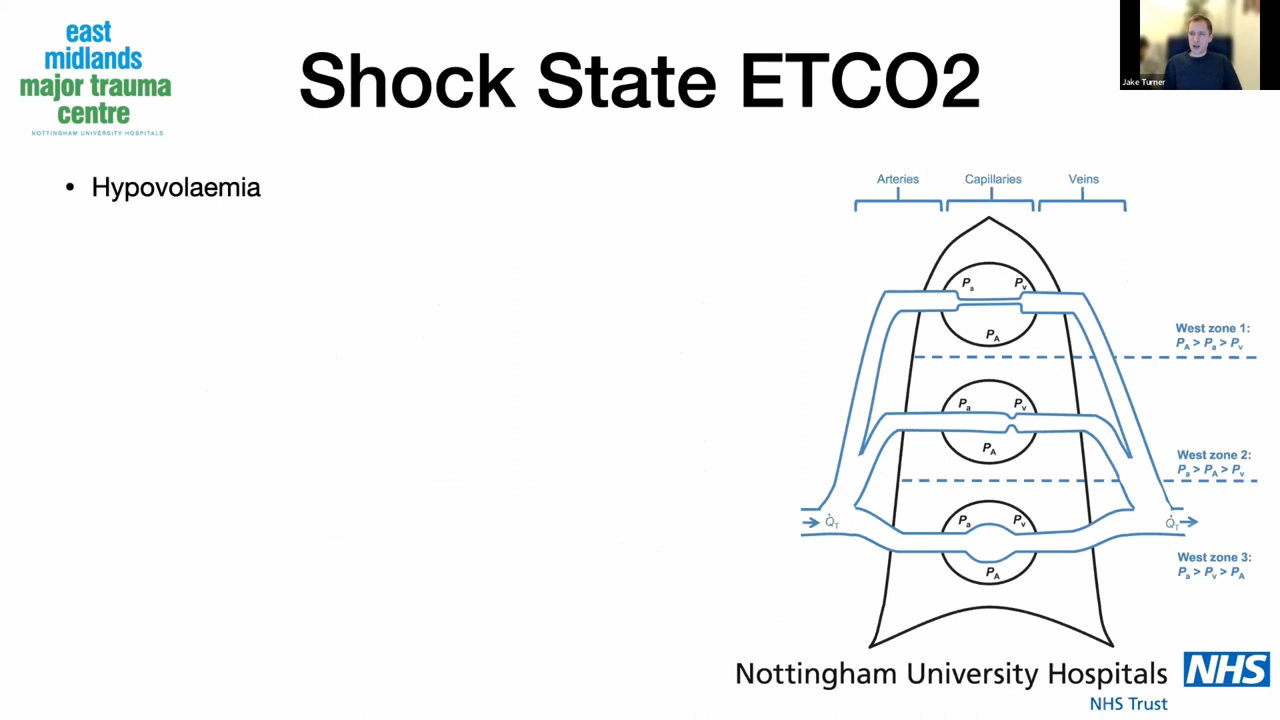 east
midlands
major trauma
centre
NOTTINGHAM UNIVERSITY HOSPITALS
Shock State ETCO2
Jake Turner
• Hypovolaemia
Arteries
Capillaries
Veins
Pa
Pv
PA
West zone 1:
PA > Pa > Pv
Pa
Pv
PA
West zone 2:
Pa > PA > Pv
Q̇T
Pa
Pv
PA
Q̇T
West zone 3:
Pa > Pv > PA
Nottingham University Hospitals
NHS
NHS Trust